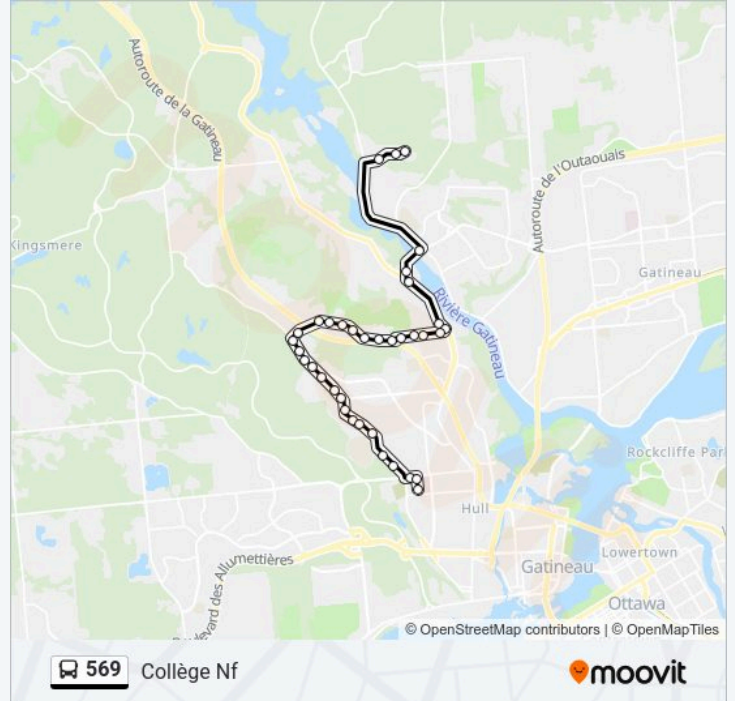 Autoroute de la Gatineau
Autoroute de l'Outaouais
Kingsmere
Gatineau
Rivière Gatineau
Rockcliffe Par
Hull
Lowertown
Gatineau
Boulevard des Allumettières
Ottawa
© OpenStreetMap contributors | © OpenMapTiles
569 Collège Nf
moovit